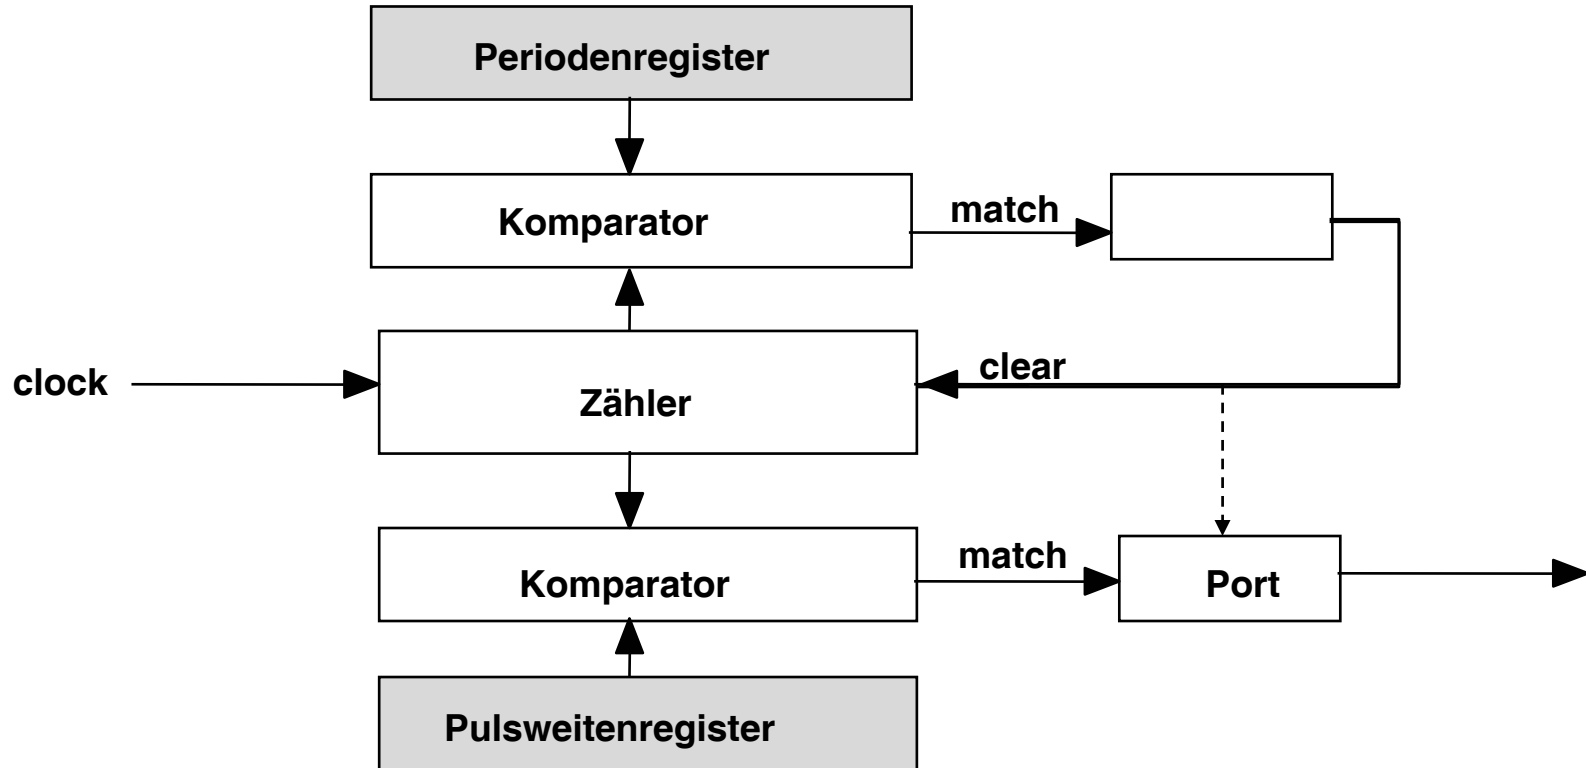 Periodenregister
Komparator
match
clock
Zähler
clear
Komparator
match
Port
Pulsweitenregister